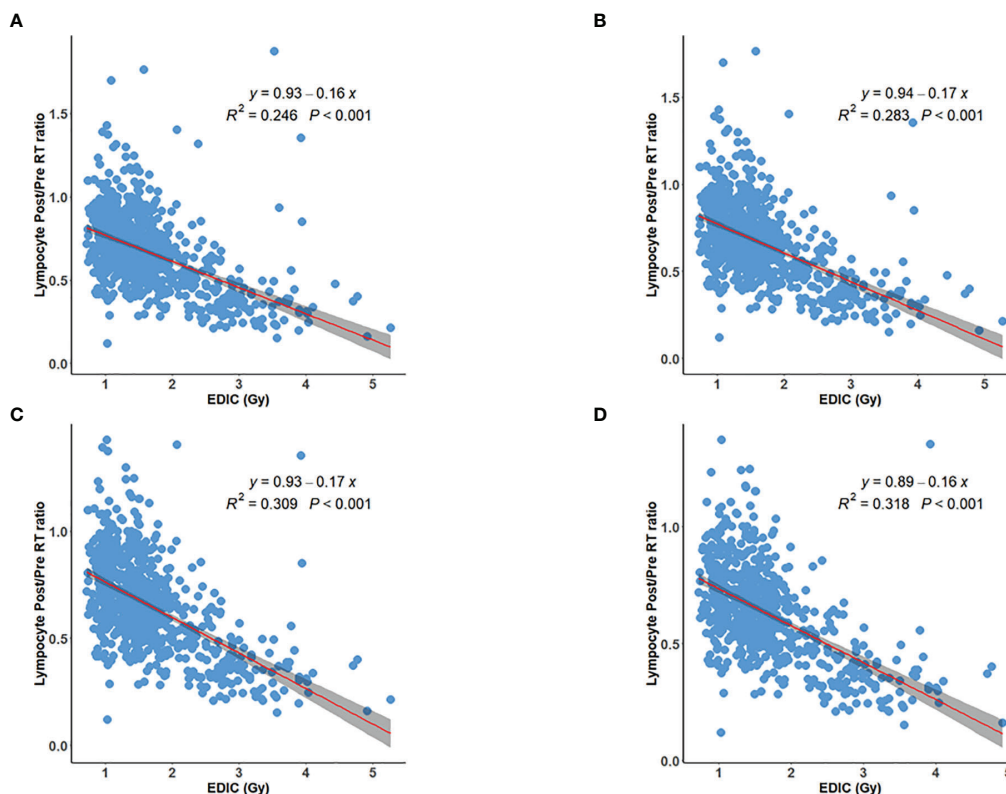 A
Lympocyte Post/Pre RT ratio
1.5
1.0
0.5
0.0
y = 0.93 – 0.16 x
R² = 0.246 P < 0.001
1 2 3 4 5
EDIC (Gy)
B
Lympocyte Post/Pre RT ratio
1.5
1.0
0.5
0.0
y = 0.94 – 0.17 x
R² = 0.283 P < 0.001
1 2 3 4 5
EDIC (Gy)
C
Lympocyte Post/Pre RT ratio
1.0
0.5
0.0
y = 0.93 – 0.17 x
R² = 0.309 P < 0.001
1 2 3 4 5
EDIC (Gy)
D
Lympocyte Post/Pre RT ratio
1.0
0.5
0.0
y = 0.89 – 0.16 x
R² = 0.318 P < 0.001
1 2 3 4 5
EDIC (Gy)